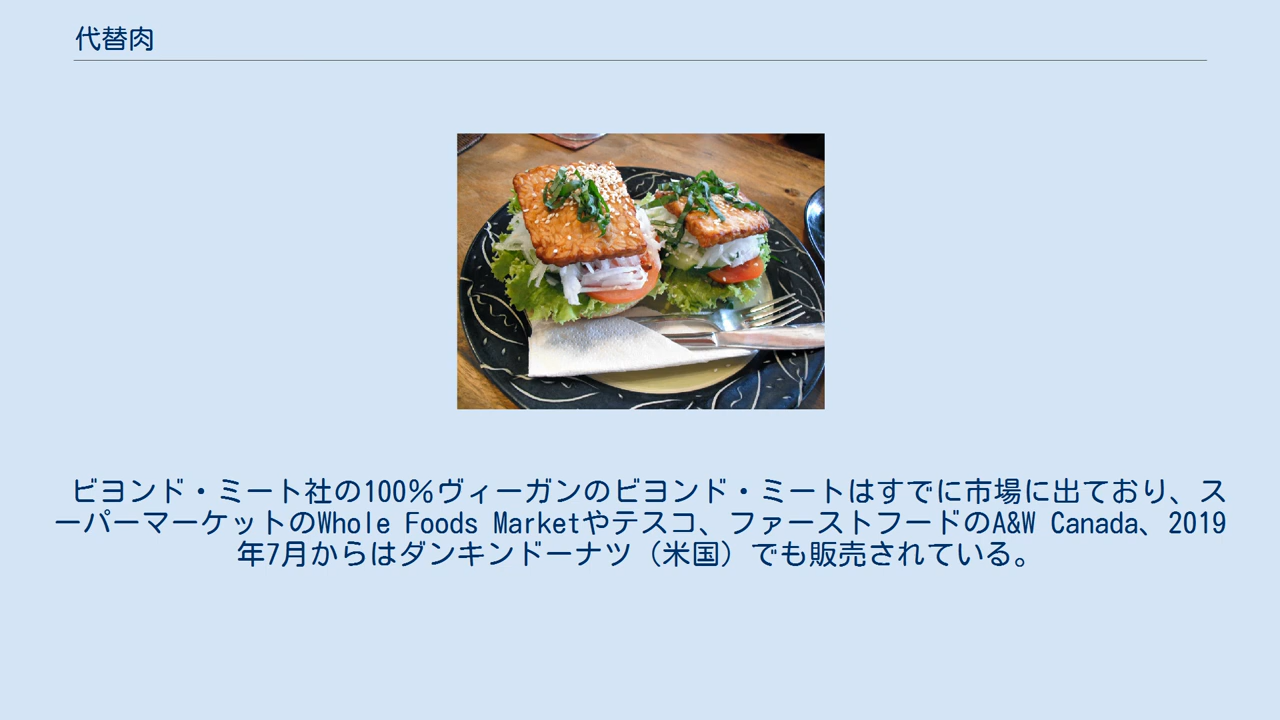 代替肉
ビヨンド・ミート社の100%ヴィーガンのビヨンド・ミートはすでに市場に出ており、ス
ーパーマーケットのWhole Foods Marketやテスコ、ファーストフードのA&W Canada、2019
年7月からはダンキンドーナツ（米国）でも販売されている。